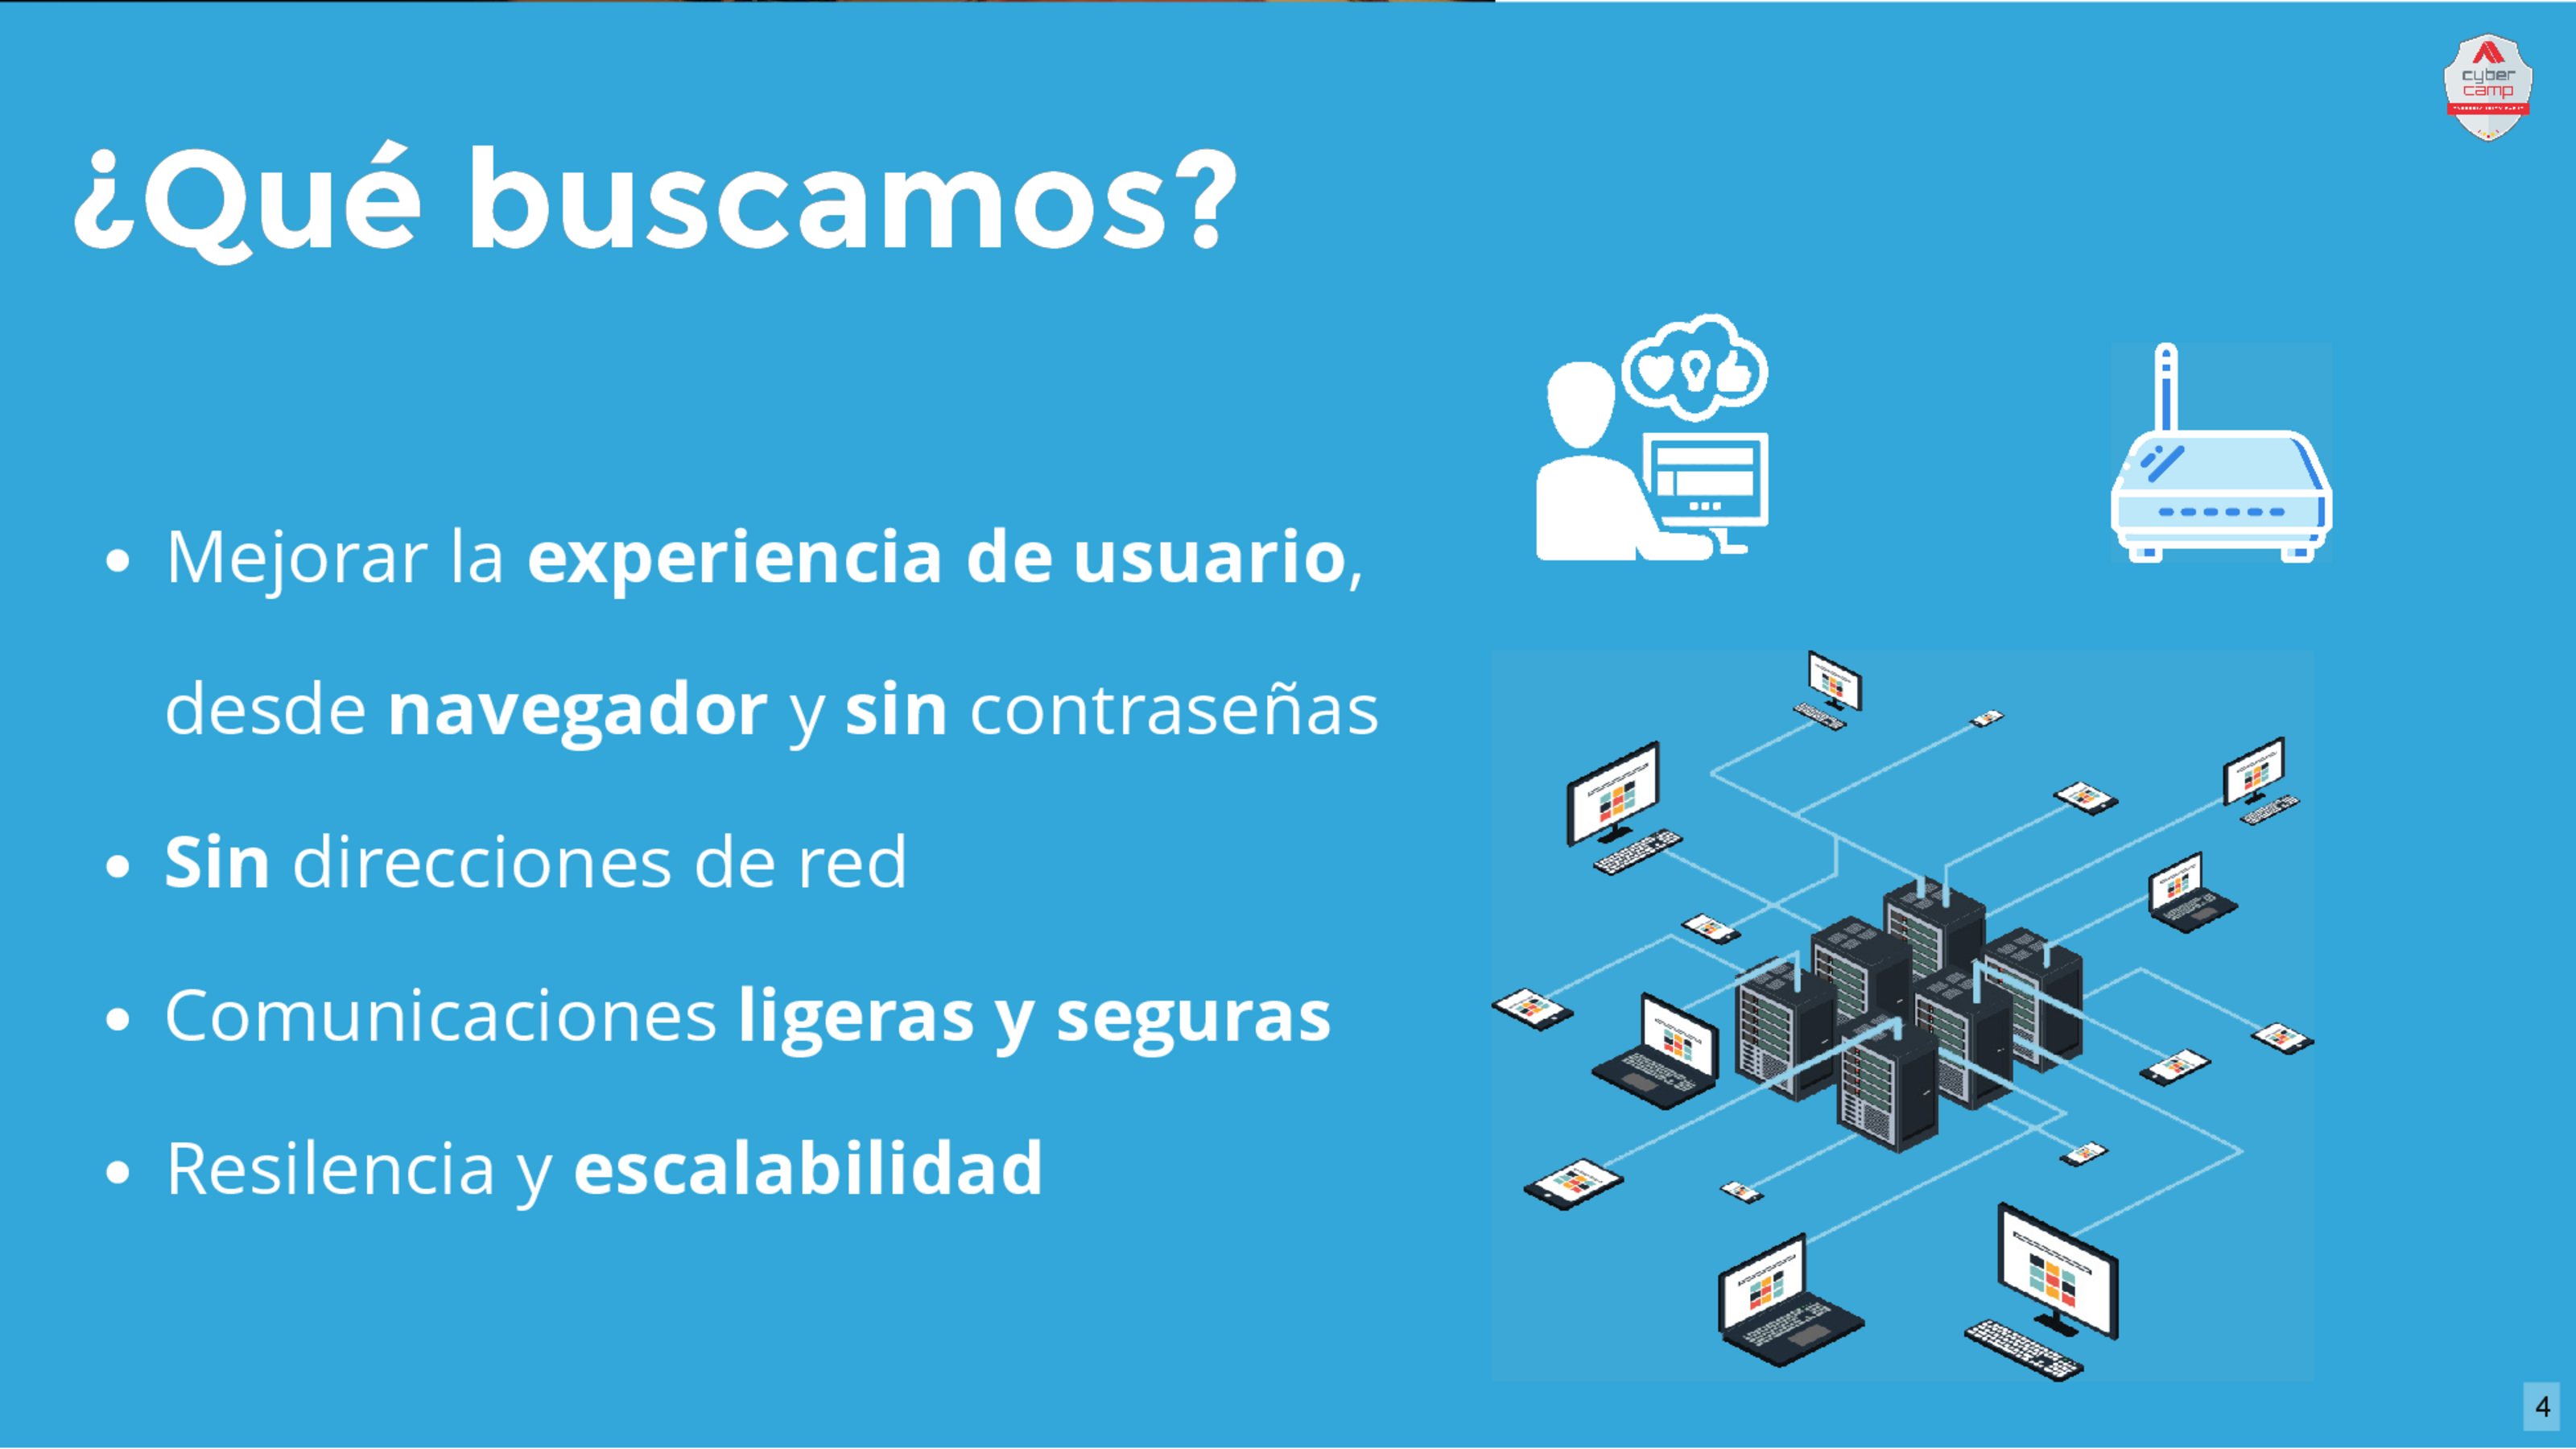 cyber
camp
¿Qué buscamos?
• Mejorar la experiencia de usuario,
desde navegador y sin contraseñas
• Sin direcciones de red
• Comunicaciones ligeras y seguras
• Resilencia y escalabilidad
4